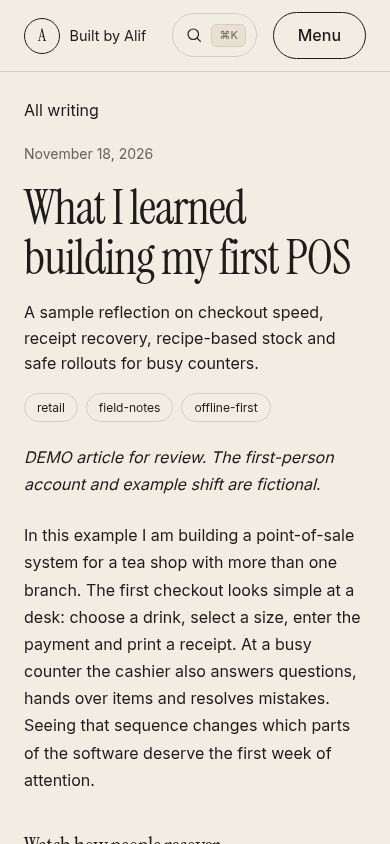 A
Built by Alif
⌘K
Menu
All writing
November 18, 2026
What I learned
building my first POS
A sample reflection on checkout speed,
receipt recovery, recipe-based stock and
safe rollouts for busy counters.
retail
field-notes
offline-first
DEMO article for review. The first-person
account and example shift are fictional.
In this example I am building a point-of-sale
system for a tea shop with more than one
branch. The first checkout looks simple at a
desk: choose a drink, select a size, enter the
payment and print a receipt. At a busy
counter the cashier also answers questions,
hands over items and resolves mistakes.
Seeing that sequence changes which parts
of the software deserve the first week of
attention.
Watch how people recover